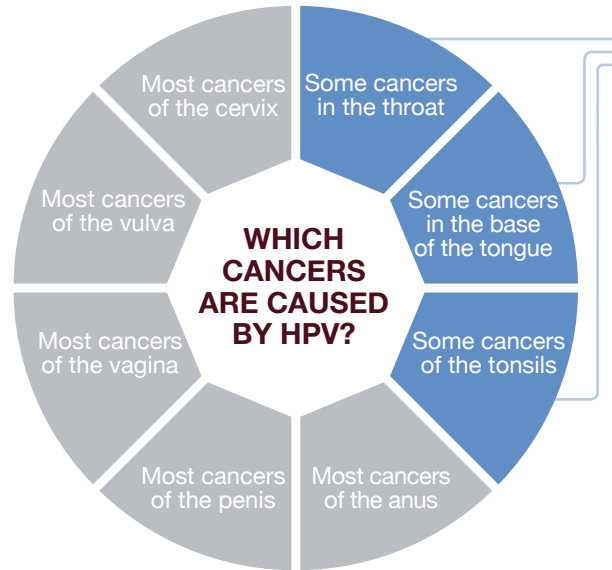 WHICH
CANCERS
ARE CAUSED
BY HPV?
Some cancers
in the throat
Some cancers
in the base
of the tongue
Some cancers
of the tonsils
Most cancers
of the anus
Most cancers
of the penis
Most cancers
of the vagina
Most cancers
of the vulva
Most cancers
of the cervix